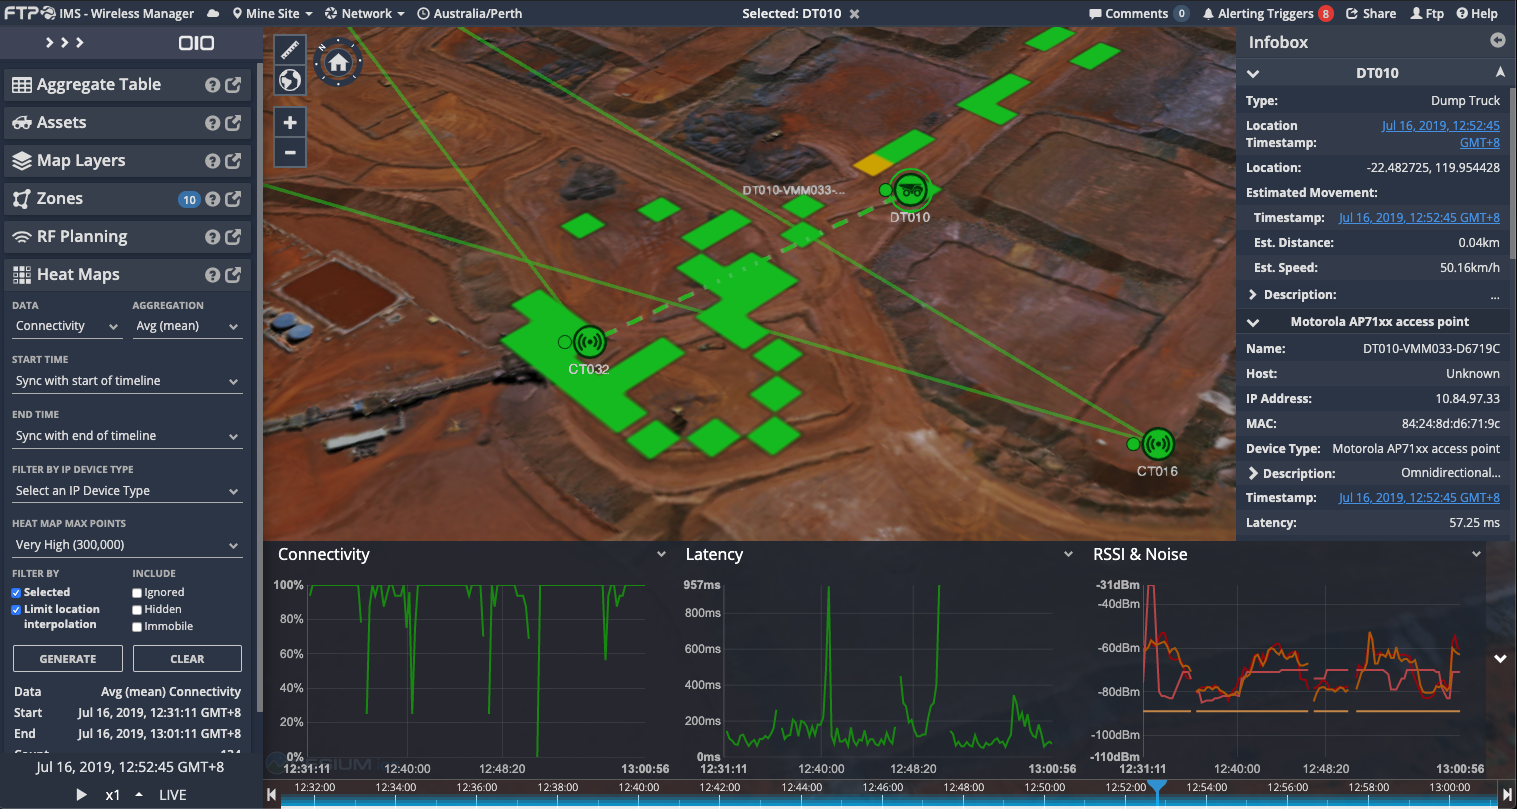 FTP IMS - Wireless Manager Mine Site Network Australia/Perth Selected: DT010 Comments 0 Alerting Triggers 8 Share Ftp Help
Aggregate Table
Assets
Map Layers
Zones 10
RF Planning
Heat Maps
DATA AGGREGATION
Connectivity Avg (mean)
START TIME
Sync with start of timeline
END TIME
Sync with end of timeline
FILTER BY IP DEVICE TYPE
Select an IP Device Type
HEAT MAP MAX POINTS
Very High (300,000)
FILTER BY INCLUDE
Selected Ignored
Limit location Hidden
interpolation Immobile
GENERATE CLEAR
Data Avg (mean) Connectivity
Start Jul 16, 2019, 12:31:11 GMT+8
End Jul 16, 2019, 13:01:11 GMT+8
Jul 16, 2019, 12:52:45 GMT+8
x1 LIVE
N
DT010-VMM033-...
DT010
CT032
CT016
Infobox
DT010
Type: Dump Truck
Location Jul 16, 2019, 12:52:45
Timestamp: GMT+8
Location: -22.482725, 119.954428
Estimated Movement:
Timestamp: Jul 16, 2019, 12:52:45 GMT+8
Est. Distance: 0.04km
Est. Speed: 50.16km/h
Description: ...
Motorola AP71xx access point
Name: DT010-VMM033-D6719C
Host: Unknown
IP Address: 10.84.97.33
MAC: 84:24:8d:d6:71:9c
Device Type: Motorola AP71xx access point
Description: Omnidirectional...
Timestamp: Jul 16, 2019, 12:52:45 GMT+8
Latency: 57.25 ms
Connectivity
100%
80%
60%
40%
20%
0%
12:31:11 12:40:00 12:48:20 13:00:56
Latency
957ms
800ms
600ms
400ms
200ms
0ms
12:31:11 12:40:00 12:48:20 13:00:56
RSSI & Noise
-31dBm
-40dBm
-60dBm
-80dBm
-100dBm
-110dBm
12:31:11 12:40:00 12:48:20 13:00:56
12:32:00 12:34:00 12:36:00 12:38:00 12:40:00 12:42:00 12:44:00 12:46:00 12:48:00 12:50:00 12:52:00 12:54:00 12:56:00 12:58:00 13:00:00